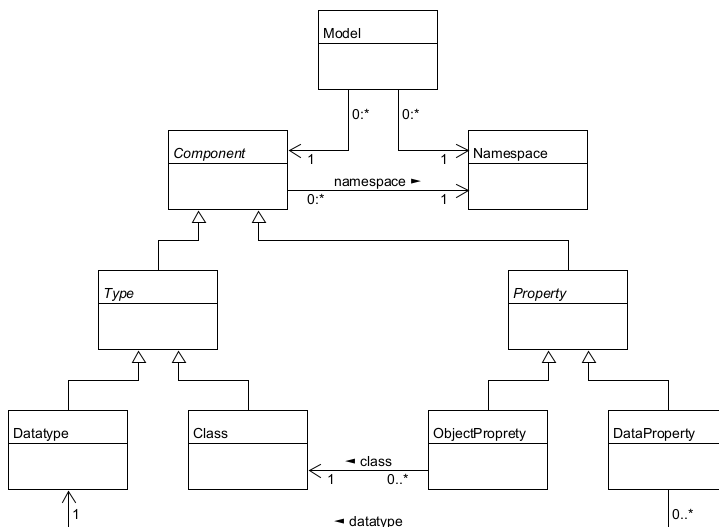 Model
0:*
0:*
Component
1
1
Namespace
namespace ►
0:*
1
Type
Property
Datatype
Class
ObjectProprety
DataProperty
◄ class
1
0..*
1
◄ datatype
0..*